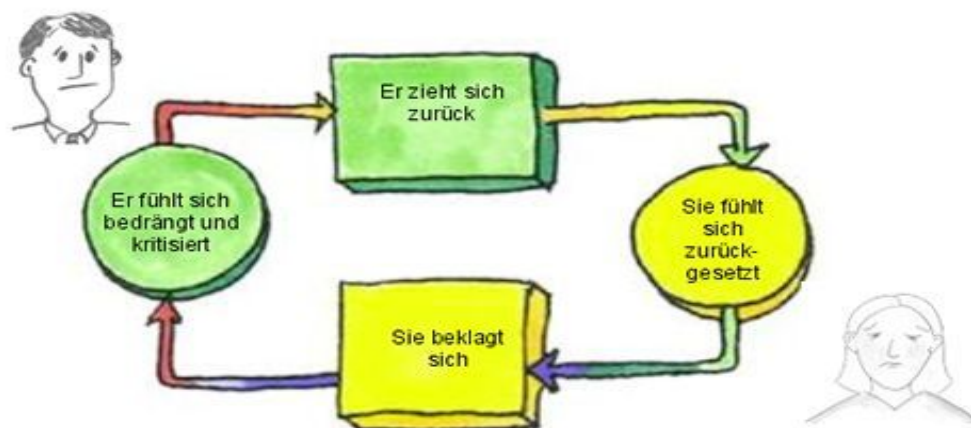 Er zieht sich
zurück
Sie fühlt
sich
zurück-
gesetzt
Sie beklagt
sich
Er fühlt sich
bedrängt und
kritisiert